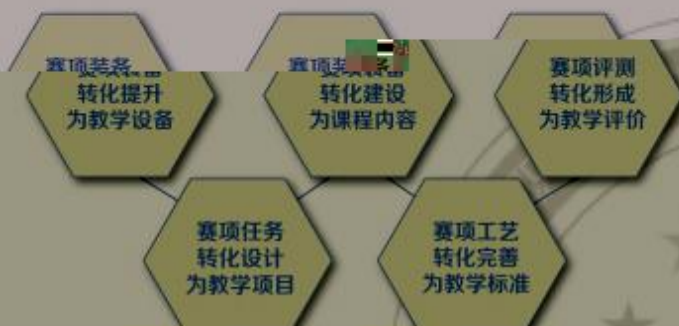 赛项装备
转化提升
为教学设备
赛项装备
转化建设
为课程内容
赛项评测
转化形成
为教学评价
赛项任务
转化设计
为教学项目
赛项工艺
转化完善
为教学标准